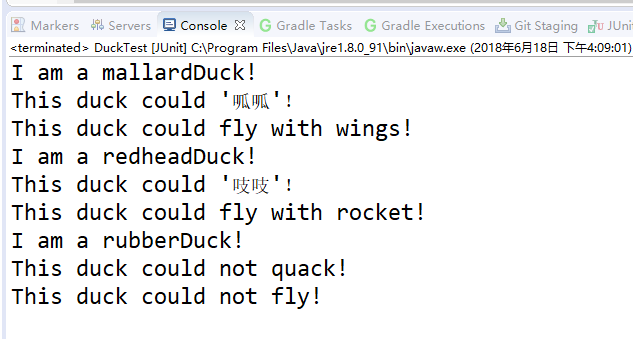 Markers Servers Console Gradle Tasks Gradle Executions Git Staging JUni
<terminated> DuckTest [JUnit] C:\Program Files\Java\jre1.8.0_91\bin\javaw.exe (2018年6月18日 下午4:09:01)
I am a mallardDuck!
This duck could '呱呱'!
This duck could fly with wings!
I am a redheadDuck!
This duck could '吱吱'!
This duck could fly with rocket!
I am a rubberDuck!
This duck could not quack!
This duck could not fly!